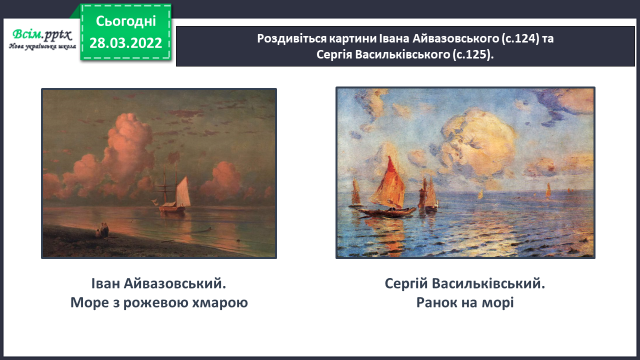 Всім.pptx
Нова українська школа
Сьогодні
28.03.2022
Роздивіться картини Івана Айвазовського (с.124) та
Сергія Васильківського (с.125).
Іван Айвазовський.
Море з рожевою хмарою
Сергій Васильківський.
Ранок на морі